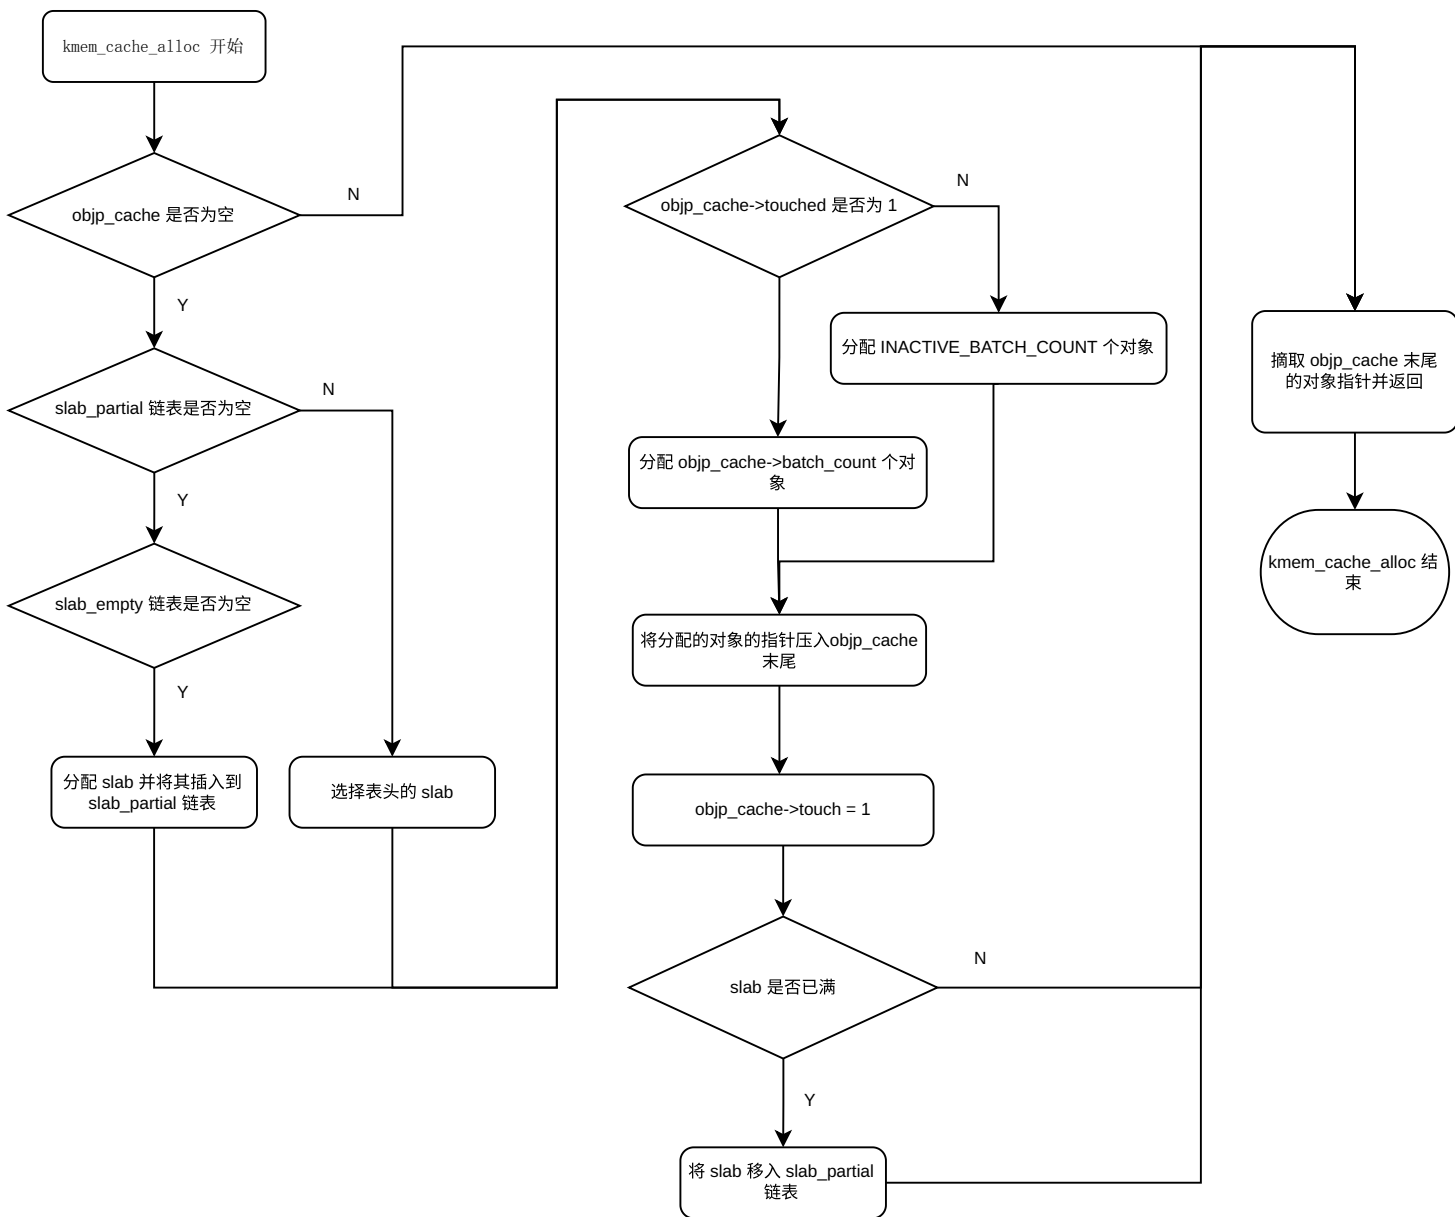 kmem_cache_alloc 开始
objp_cache 是否为空
N
Y
slab_partial 链表是否为空
N
Y
slab_empty 链表是否为空
Y
分配 slab 并将其插入到
slab_partial 链表
选择表头的 slab
objp_cache->touched 是否为 1
N
分配 INACTIVE_BATCH_COUNT 个对象
分配 objp_cache->batch_count 个对
象
将分配的对象的指针压入objp_cache
末尾
objp_cache->touch = 1
slab 是否已满
N
Y
将 slab 移入 slab_partial
链表
摘取 objp_cache 末尾
的对象指针并返回
kmem_cache_alloc 结
束